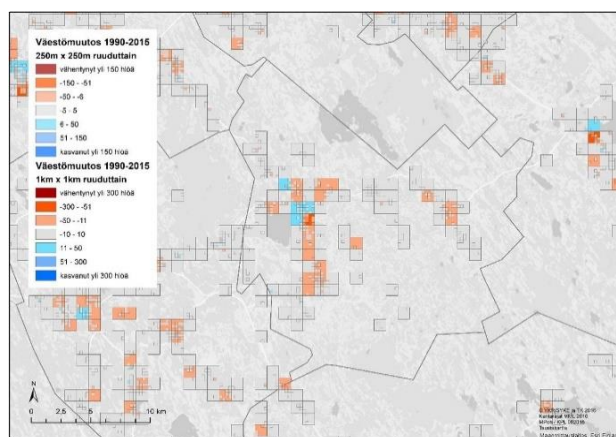 Väestömuutos 1990-2015
250m x 250m ruuduttain
vähentynyt yli 150 hlöä
-150 - -51
-50 - -6
-5 - 5
6 - 50
51 - 150
kasvanut yli 150 hlöä
Väestömuutos 1990-2015
1km x 1km ruuduttain
vähentynyt yli 300 hlöä
-300 - -51
-50 - -11
-10 - 10
11 - 50
51 - 300
kasvanut yli 300 hlöä
N
0 2,5 5 10 km